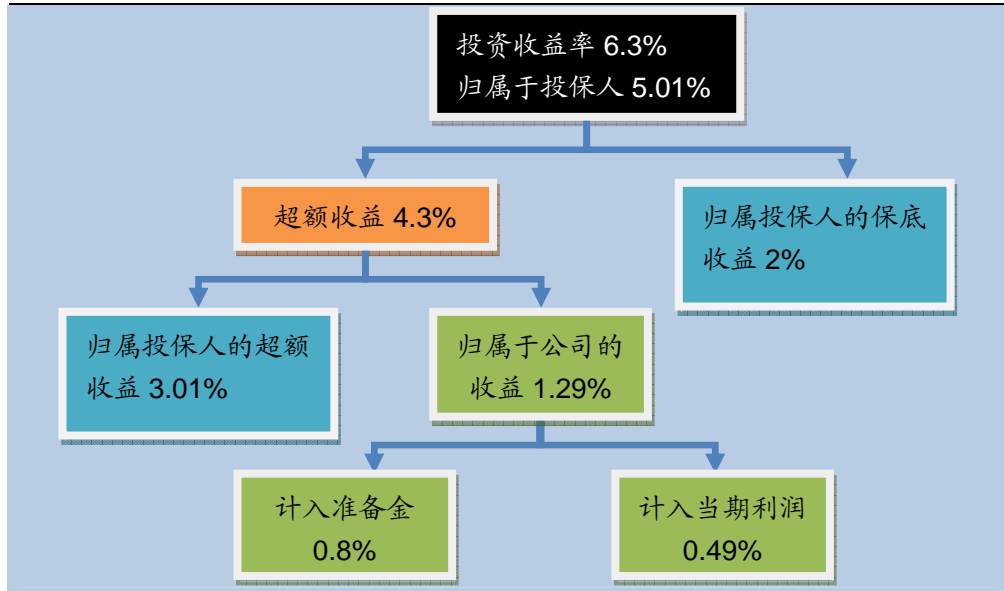 投资收益率 6.3%
归属于投保人 5.01%
超额收益 4.3%
归属投保人的保底
收益 2%
归属投保人的超额
收益 3.01%
归属于公司的
收益 1.29%
计入准备金
0.8%
计入当期利润
0.49%